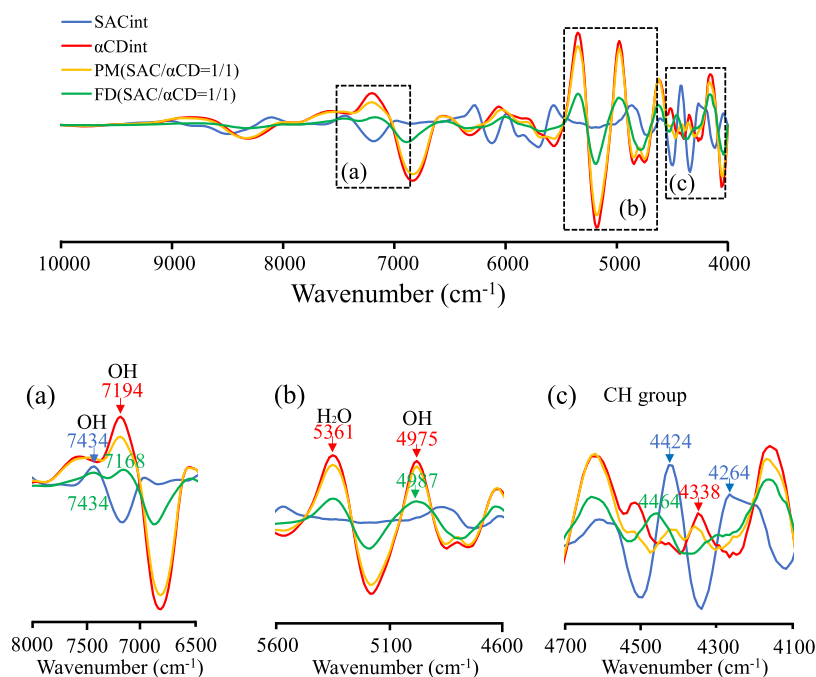 SACint
αCDint
PM(SAC/αCD=1/1)
FD(SAC/αCD=1/1)
(a)
(b)
(c)
10000 9000 8000 7000 6000 5000 4000
Wavenumber (cm-1)
(a)
OH
7194
OH
7434
7168
7434
8000 7500 7000 6500
Wavenumber (cm-1)
(b)
H2O
5361
OH
4975
4987
5600 5100 4600
Wavenumber (cm-1)
(c) CH group
4424
4264
4464
4338
4700 4500 4300 4100
Wavenumber (cm-1)